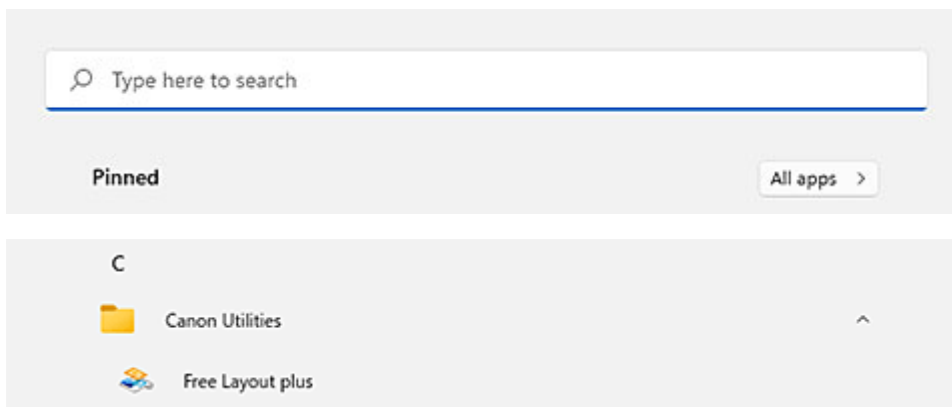 Type here to search
Pinned
All apps
C
Canon Utilities
Free Layout plus